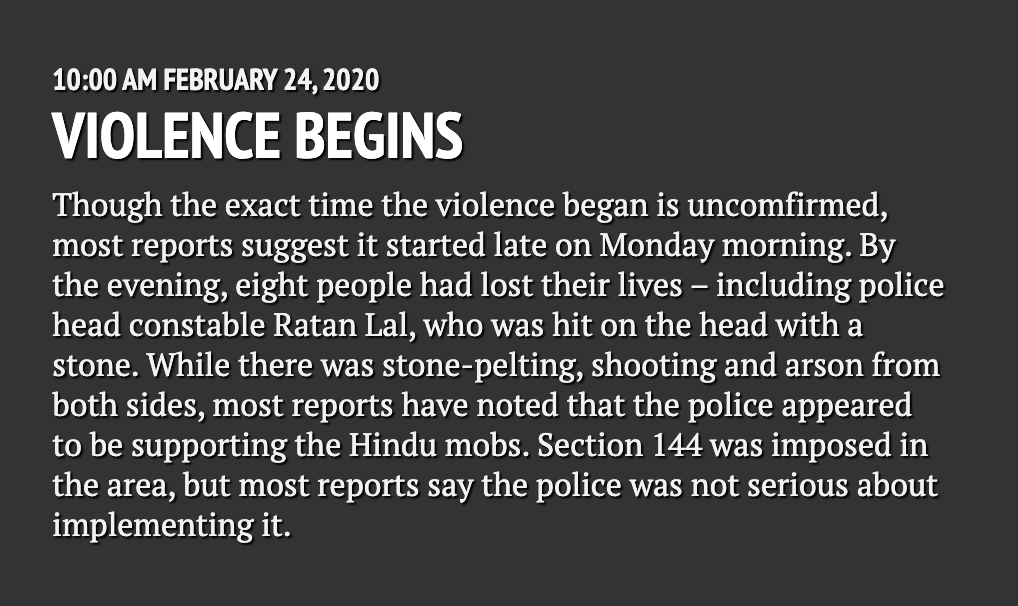 10:00 AM FEBRUARY 24, 2020
VIOLENCE BEGINS
Though the exact time the violence began is uncomfirmed,
most reports suggest it started late on Monday morning. By
the evening, eight people had lost their lives – including police
head constable Ratan Lal, who was hit on the head with a
stone. While there was stone-pelting, shooting and arson from
both sides, most reports have noted that the police appeared
to be supporting the Hindu mobs. Section 144 was imposed in
the area, but most reports say the police was not serious about
implementing it.